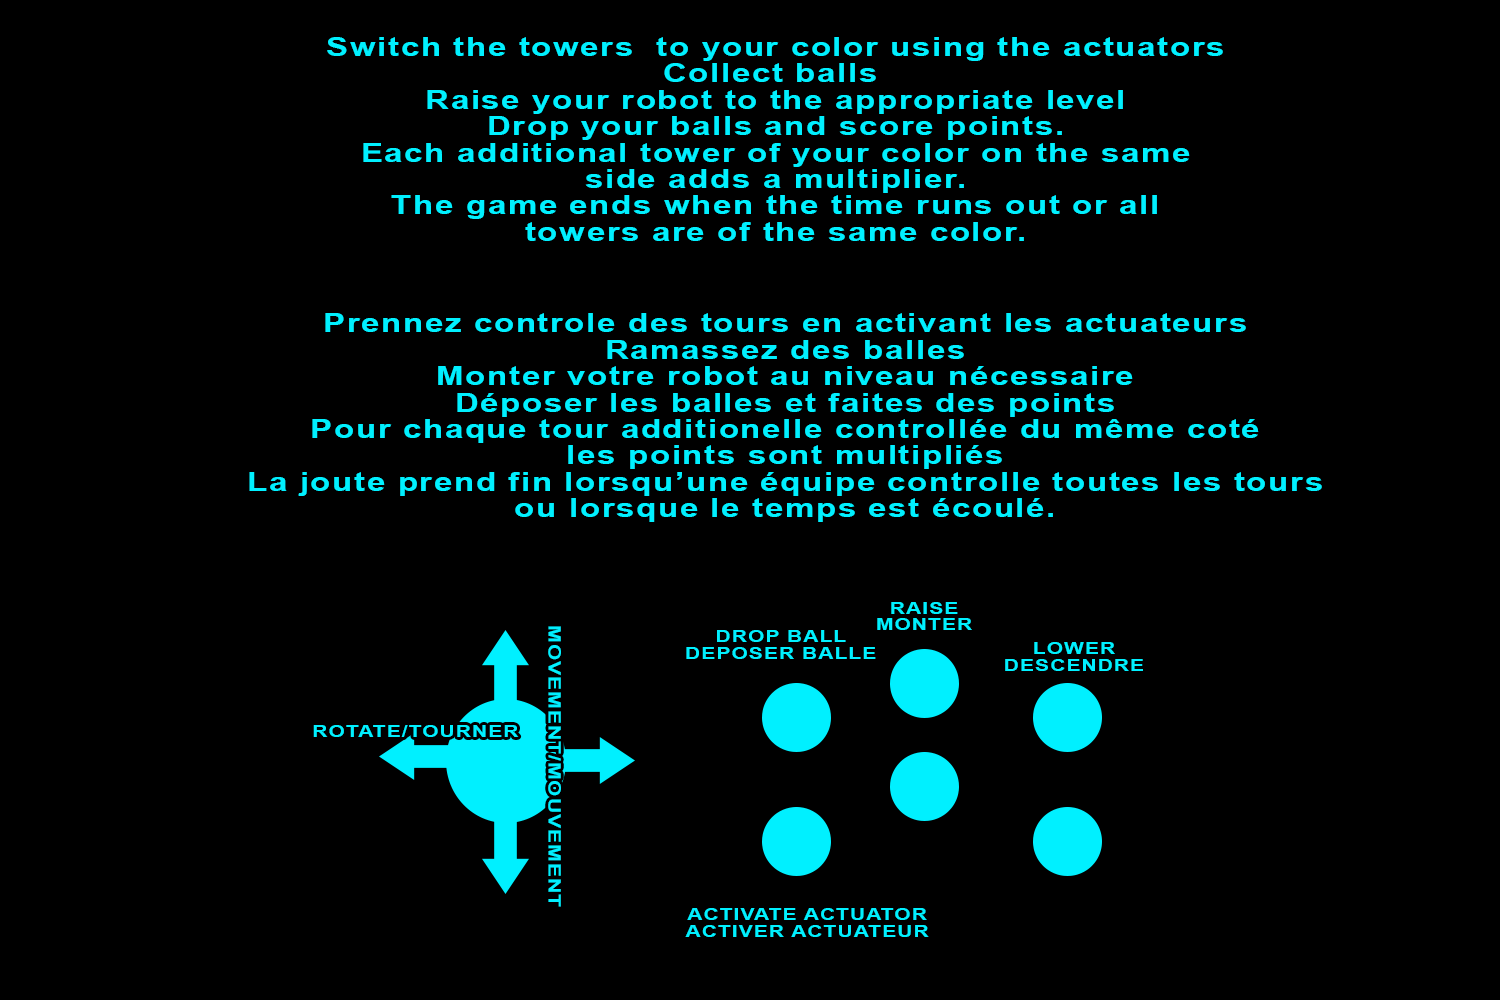 Switch the towers to your color using the actuators
Collect balls
Raise your robot to the appropriate level
Drop your balls and score points.
Each additional tower of your color on the same
side adds a multiplier.
The game ends when the time runs out or all
towers are of the same color.
Prennez controle des tours en activant les actuateurs
Ramassez des balles
Monter votre robot au niveau nécessaire
Déposer les balles et faites des points
Pour chaque tour additionelle controllée du même coté
les points sont multipliés
La joute prend fin lorsqu’une équipe controlle toutes les tours
ou lorsque le temps est écoulé.
ROTATE/TOURNER
MOVEMENT/MOUVEMENT
DROP BALL
DEPOSER BALLE
RAISE
MONTER
LOWER
DESCENDRE
ACTIVATE ACTUATOR
ACTIVER ACTUATEUR